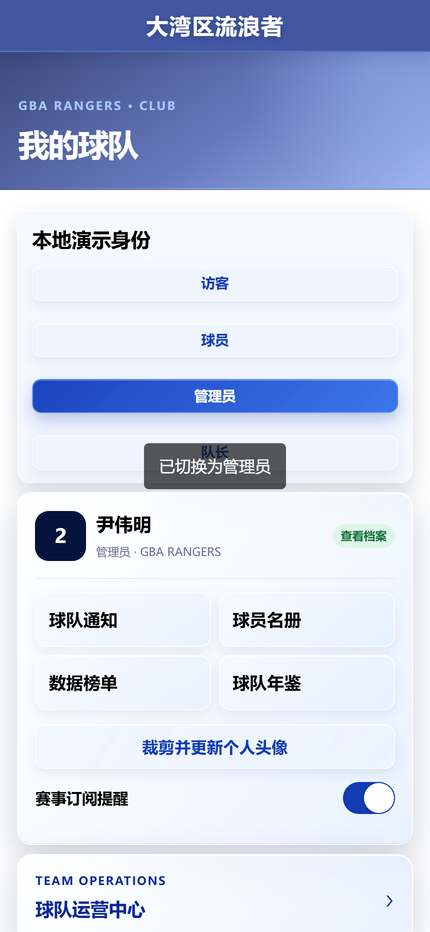 大湾区流浪者
GBA RANGERS • CLUB
我的球队
本地演示身份
访客
球员
管理员
队长
已切换为管理员
2
尹伟明
管理员 · GBA RANGERS
查看档案
球队通知
球员名册
数据榜单
球队年鉴
裁剪并更新个人头像
赛事订阅提醒
TEAM OPERATIONS
球队运营中心